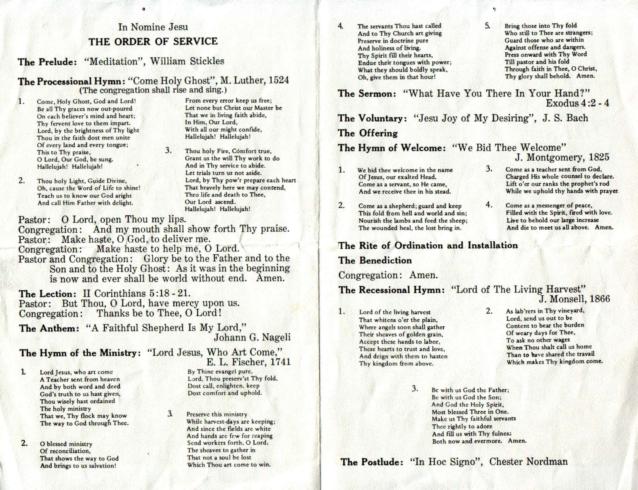 In Nomine Jesu
THE ORDER OF SERVICE
The Prelude: "Meditation", William Stickles
The Processional Hymn: "Come Holy Ghost", M. Luther, 1524
(The congregation shall rise and sing.)
1. Come, Holy Ghost, God and Lord!
Be all Thy graces now out-poured
On each believer's mind and heart;
Thy fervent love to them impart.
Lord, by the brightness of Thy light
Thou in the faith dost men unite
Of every land and every tongue;
This to Thy praise,
O Lord, Our God, be sung.
Hallelujah! Hallelujah!
2. Thou holy Light, Guide Divine,
Oh, cause the Word of Life to shine!
Teach us to know our God aright
And call Him Father with delight.
From every error keep us free;
Let none but Christ our Master be
That we in living faith abide,
In Him, Our Lord,
With all our might confide,
Hallelujah! Hallelujah!
3. Thou holy Fire, Comfort true,
Grant us the will Thy work to do
And in Thy service to abide.
Let trials turn us not aside.
Lord, by Thy pow'r prepare each heart
That bravely here we may contend,
Thro life and death to Thee,
Our Lord ascend.
Hallelujah! Hallelujah!
Pastor: O Lord, open Thou my lips.
Congregation: And my mouth shall show forth Thy praise.
Pastor: Make haste, O God, to deliver me.
Congregation: Make haste to help me, O Lord.
Pastor and Congregation: Glory be to the Father and to the
Son and to the Holy Ghost: As it was in the beginning
is now and ever shall be world without end. Amen.
The Lection: II Corinthians 5:18 - 21.
Pastor: But Thou, O Lord, have mercy upon us.
Congregation: Thanks be to Thee, O Lord!
The Anthem: "A Faithful Shepherd Is My Lord,"
Johann G. Nageli
The Hymn of the Ministry: "Lord Jesus, Who Art Come,"
E. L. Fischer, 1741
1. Lord Jesus, who art come
A Teacher sent from heaven
And by both word and deed
God's truth to us hast given,
Thou wisely hast ordained
The holy ministry
That we, Thy flock may know
The way to God through Thee.
2. O blessed ministry
Of reconciliation,
That shows the way to God
And brings to us salvation!
By Thine evangel pure,
Lord, Thou preserv'st Thy fold,
Dost call, enlighten, keep
Dost comfort and uphold.
3. Preserve this ministry
While harvest-days are keeping;
And since the fields are white
And hands are few for reaping
Send workers forth, O Lord,
The sheaves to gather in
That not a soul be lost
Which Thou art come to win.
4. The servants Thou hast called
And to Thy Church art giving
Preserve in doctrine pure
And holiness of living.
Thy Spirit fill their hearts,
Endue their tongues with power;
What they should boldly speak,
Oh, give them in that hour!
5. Bring those into Thy fold
Who still to Thee are strangers;
Guard those who are within
Against offense and dangers.
Press onward with Thy Word
Till pastor and his fold
Through faith in Thee, O Christ,
Thy glory shall behold. Amen.
The Sermon: "What Have You There In Your Hand?"
Exodus 4:2 - 4
The Voluntary: "Jesu Joy of My Desiring", J. S. Bach
The Offering
The Hymn of Welcome: "We Bid Thee Welcome"
J. Montgomery, 1825
1. We bid thee welcome in the name
Of Jesus, our exalted Head.
Come as a servant, so He came,
And we receive thee in his stead.
2. Come as a shepherd; guard and keep
This fold from hell and world and sin;
Nourish the lambs and feed the sheep;
The wounded heal, the lost bring in.
3. Come as a teacher sent from God,
Charged His whole counsel to declare.
Lift o'er our ranks the prophet's rod
While we uphold thy hands with prayer.
4. Come as a messenger of peace,
Filled with the Spirit, fired with love.
Live to behold our large increase
And die to meet us all above. Amen.
The Rite of Ordination and Installation
The Benediction
Congregation: Amen.
The Recessional Hymn: "Lord of The Living Harvest"
J. Monsell, 1866
1. Lord of the living harvest
That whitens o'er the plain,
Where angels soon shall gather
Their sheaves of golden grain,
Accept these hands to labor,
These hearts to trust and love,
And deign with them to hasten
Thy kingdom from above.
2. As lab'rers in Thy vineyard,
Lord, send us out to be
Content to bear the burden
Of weary days for Thee,
To ask no other wages
When Thou shalt call us home
Than to have shared the travail
Which makes Thy kingdom come.
3. Be with us God the Father;
Be with us God the Son;
And God the Holy Spirit,
Most blessed Three in One.
Make us Thy faithful servants
Thee rightly to adore
And fill us with Thy fulness
Both now and evermore. Amen.
The Postlude: "In Hoc Signo", Chester Nordman